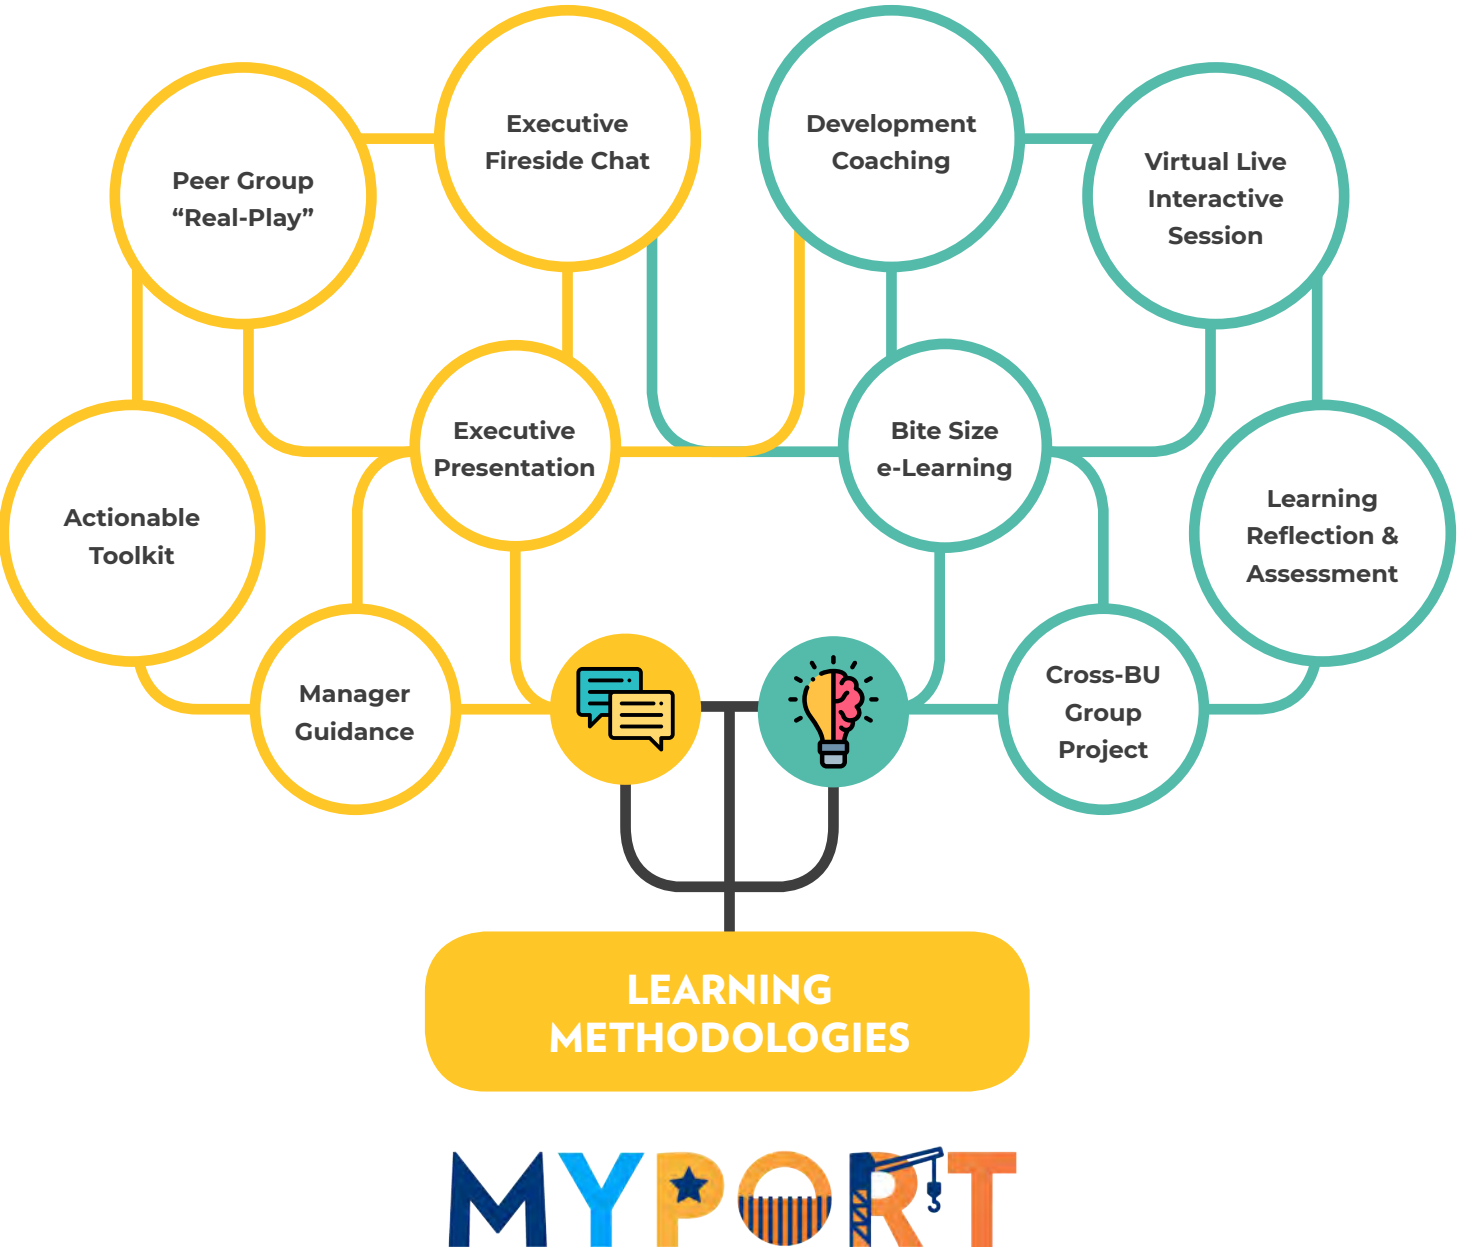 Executive
Fireside Chat
Development
Coaching
Peer Group
“Real-Play”
Virtual Live
Interactive
Session
Executive
Presentation
Bite Size
e-Learning
Actionable
Toolkit
Learning
Reflection &
Assessment
Manager
Guidance
Cross-BU
Group
Project
LEARNING
METHODOLOGIES
MYPORT